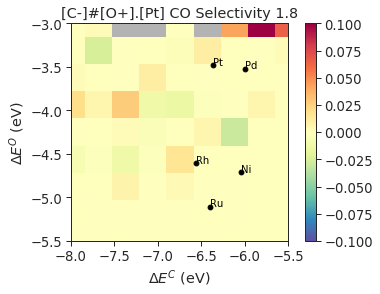 [C-]#[O+].[Pt] CO Selectivity 1.8
−3.0
−3.5
−4.0
−4.5
−5.0
−5.5
ΔE^O (eV)
Pt
Pd
Rh
Ni
Ru
−8.0 −7.5 −7.0 −6.5 −6.0 −5.5
ΔE^C (eV)
0.100
0.075
0.050
0.025
0.000
−0.025
−0.050
−0.075
−0.100